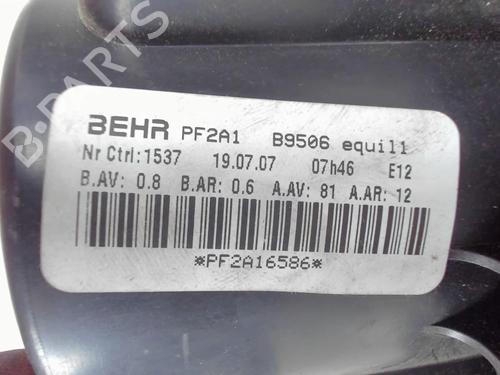 B-PARTS
BEHR PF2A1 B9506 equill
Nr Ctrl:1537 19.07.07 07h46 E12
B.AV: 0.8 B.AR: 0.6 A.AV: 81 A.AR: 12
*PF2A16586*